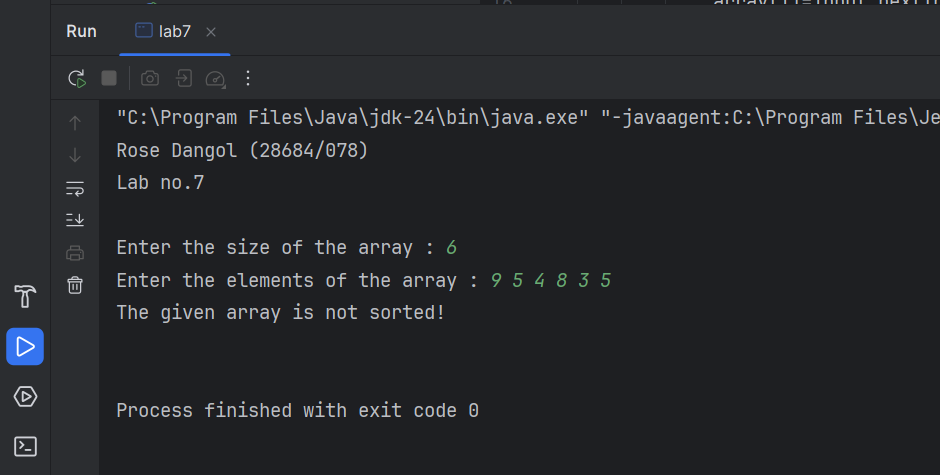 Run lab7
"C:\Program Files\Java\jdk-24\bin\java.exe" "-javaagent:C:\Program Files\Je
Rose Dangol (28684/078)
Lab no.7
Enter the size of the array : 6
Enter the elements of the array : 9 5 4 8 3 5
The given array is not sorted!
Process finished with exit code 0